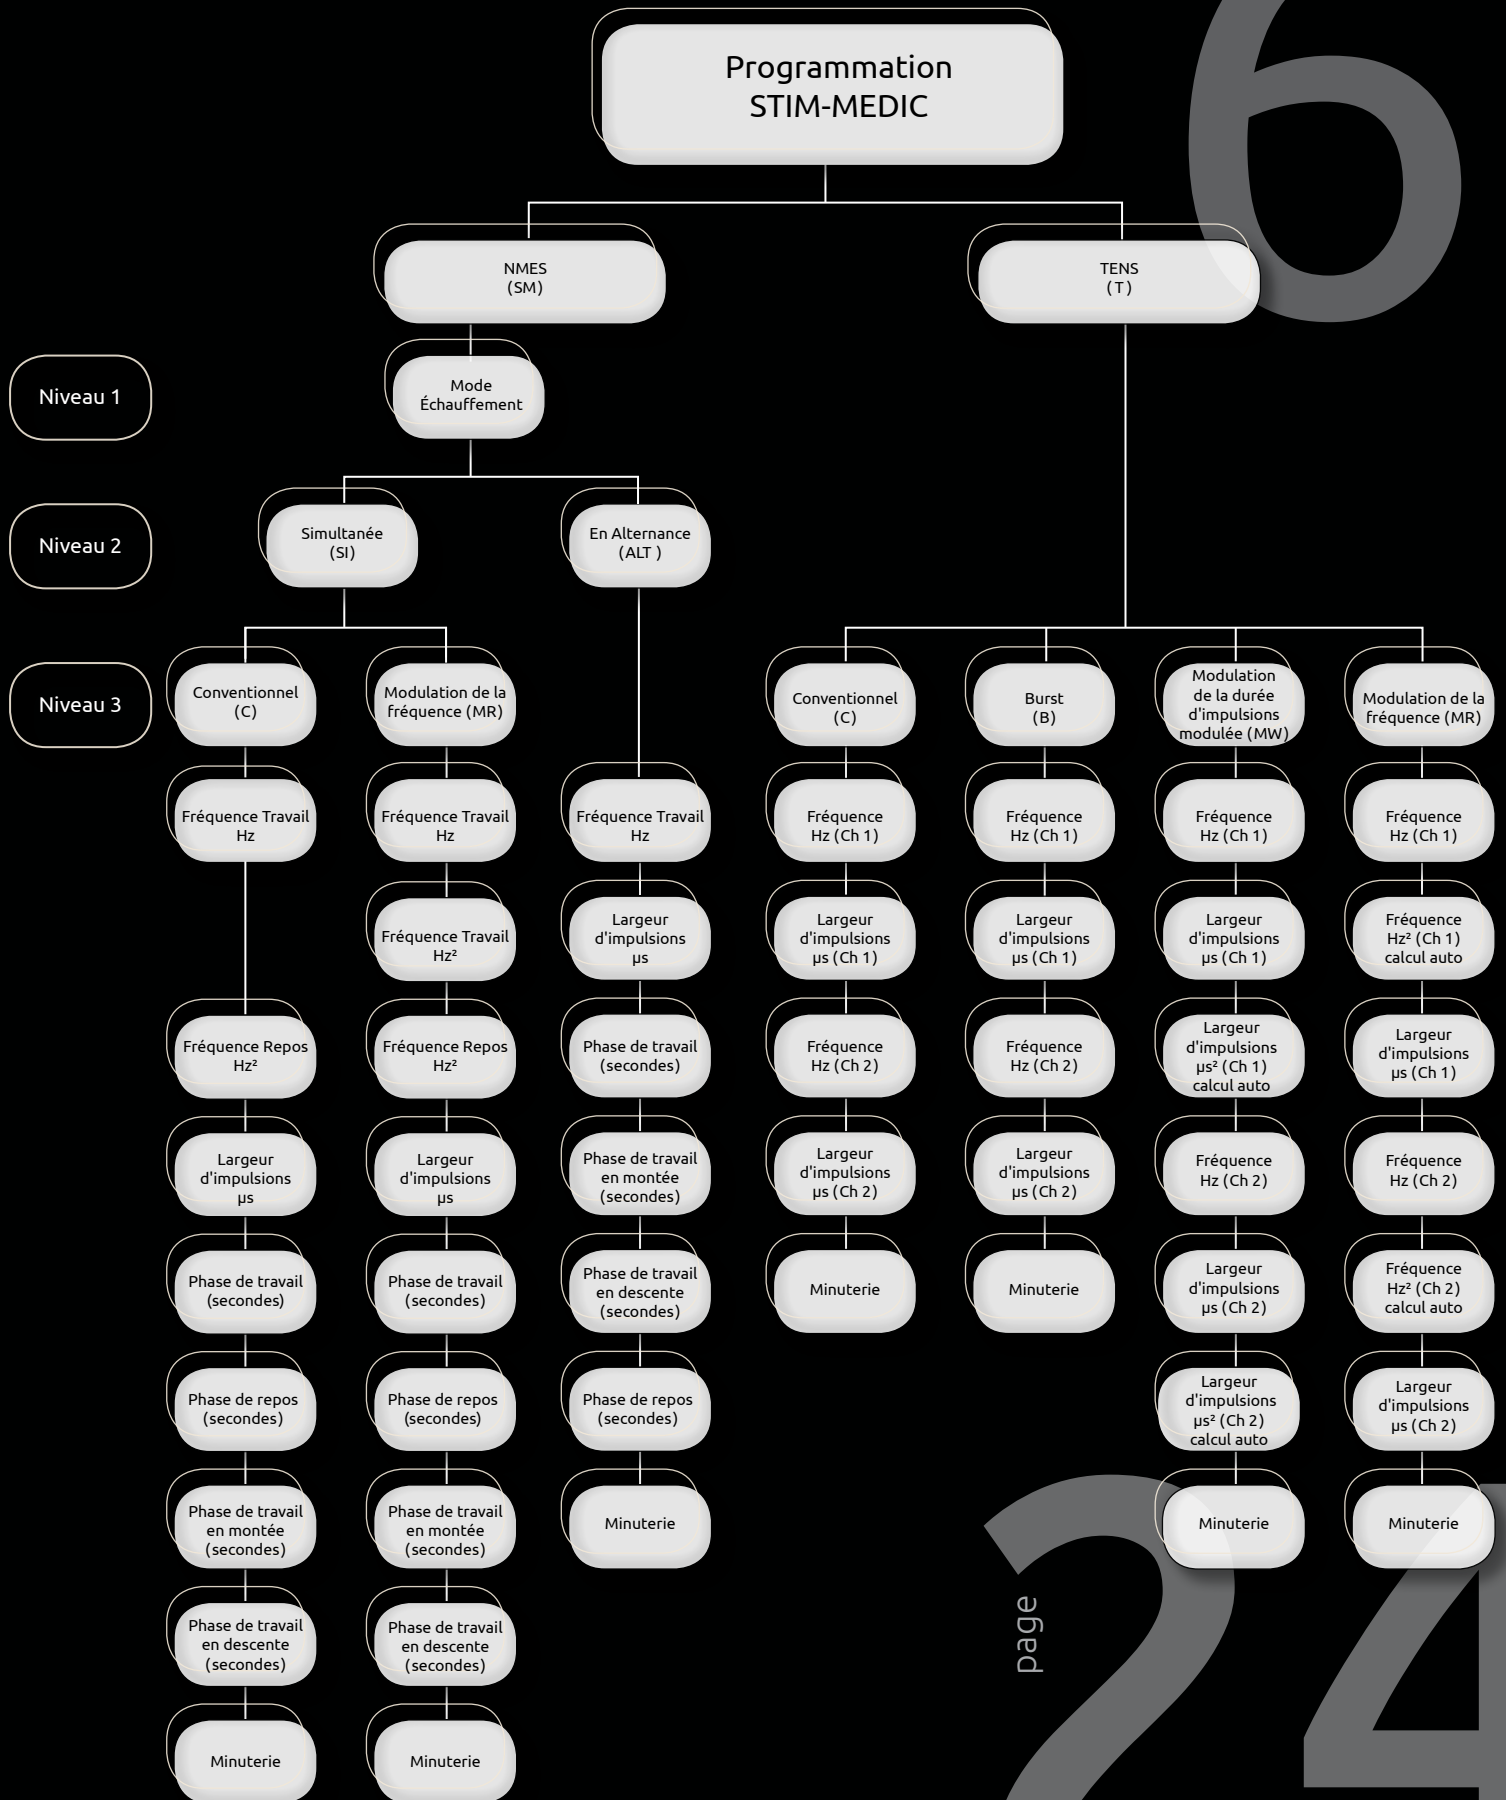 6
Programmation
STIM-MEDIC
NMES
(SM)
TENS
(T)
Niveau 1
Mode
Échauffement
Niveau 2
Simultanée
(SI)
En Alternance
(ALT )
Niveau 3
Conventionnel
(C)
Modulation de la
fréquence (MR)
Conventionnel
(C)
Burst
(B)
Modulation
de la durée
d'impulsions
modulée (MW)
Modulation de la
fréquence (MR)
Fréquence Travail
Hz
Fréquence Travail
Hz
Fréquence Travail
Hz
Fréquence
Hz (Ch 1)
Fréquence
Hz (Ch 1)
Fréquence
Hz (Ch 1)
Fréquence
Hz (Ch 1)
Fréquence Travail
Hz²
Largeur
d'impulsions
µs
Largeur
d'impulsions
µs (Ch 1)
Largeur
d'impulsions
µs (Ch 1)
Largeur
d'impulsions
µs (Ch 1)
Fréquence
Hz² (Ch 1)
calcul auto
Fréquence Repos
Hz²
Fréquence Repos
Hz²
Phase de travail
(secondes)
Fréquence
Hz (Ch 2)
Fréquence
Hz (Ch 2)
Largeur
d'impulsions
µs² (Ch 1)
calcul auto
Largeur
d'impulsions
µs (Ch 1)
Largeur
d'impulsions
µs
Largeur
d'impulsions
µs
Phase de travail
en montée
(secondes)
Largeur
d'impulsions
µs (Ch 2)
Largeur
d'impulsions
µs (Ch 2)
Fréquence
Hz (Ch 2)
Fréquence
Hz (Ch 2)
Phase de travail
(secondes)
Phase de travail
(secondes)
Phase de travail
en descente
(secondes)
Minuterie
Minuterie
Largeur
d'impulsions
µs (Ch 2)
Fréquence
Hz² (Ch 2)
calcul auto
Phase de repos
(secondes)
Phase de repos
(secondes)
Phase de repos
(secondes)
Largeur
d'impulsions
µs² (Ch 2)
calcul auto
Largeur
d'impulsions
µs (Ch 2)
Phase de travail
en montée
(secondes)
Phase de travail
en montée
(secondes)
Minuterie
Minuterie
Minuterie
Phase de travail
en descente
(secondes)
Phase de travail
en descente
(secondes)
Minuterie
Minuterie
page
24